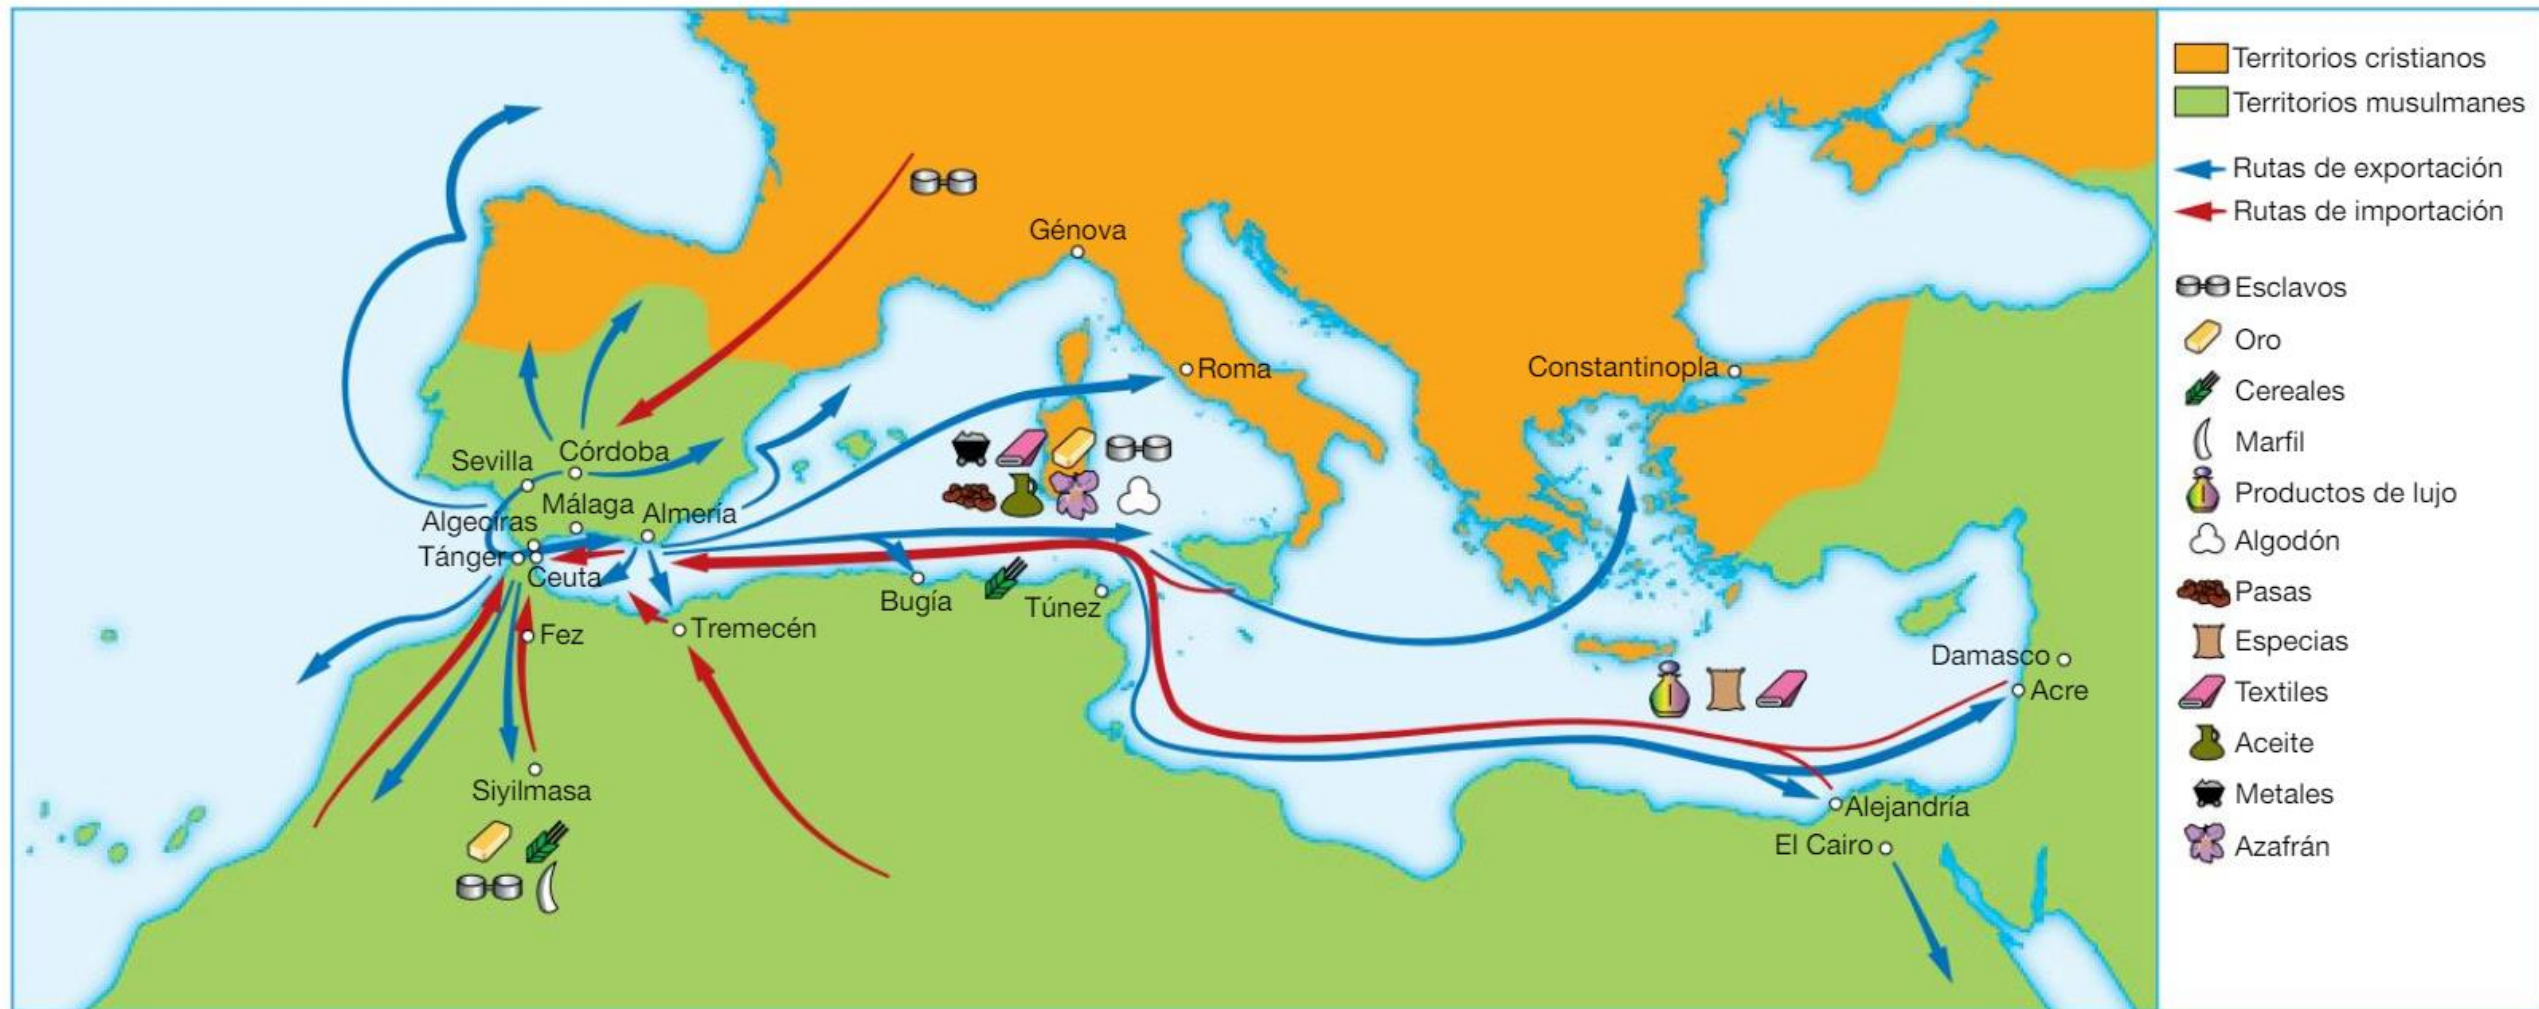 Génova
Roma
Constantinopla
Sevilla
Córdoba
Málaga
Almería
Algeciras
Tánger
Ceuta
Bugía
Túnez
Fez
Tremecén
Damasco
Acre
Siyilmasa
Alejandría
El Cairo
Territorios cristianos
Territorios musulmanes
Rutas de exportación
Rutas de importación
Esclavos
Oro
Cereales
Marfil
Productos de lujo
Algodón
Pasas
Especias
Textiles
Aceite
Metales
Azafrán